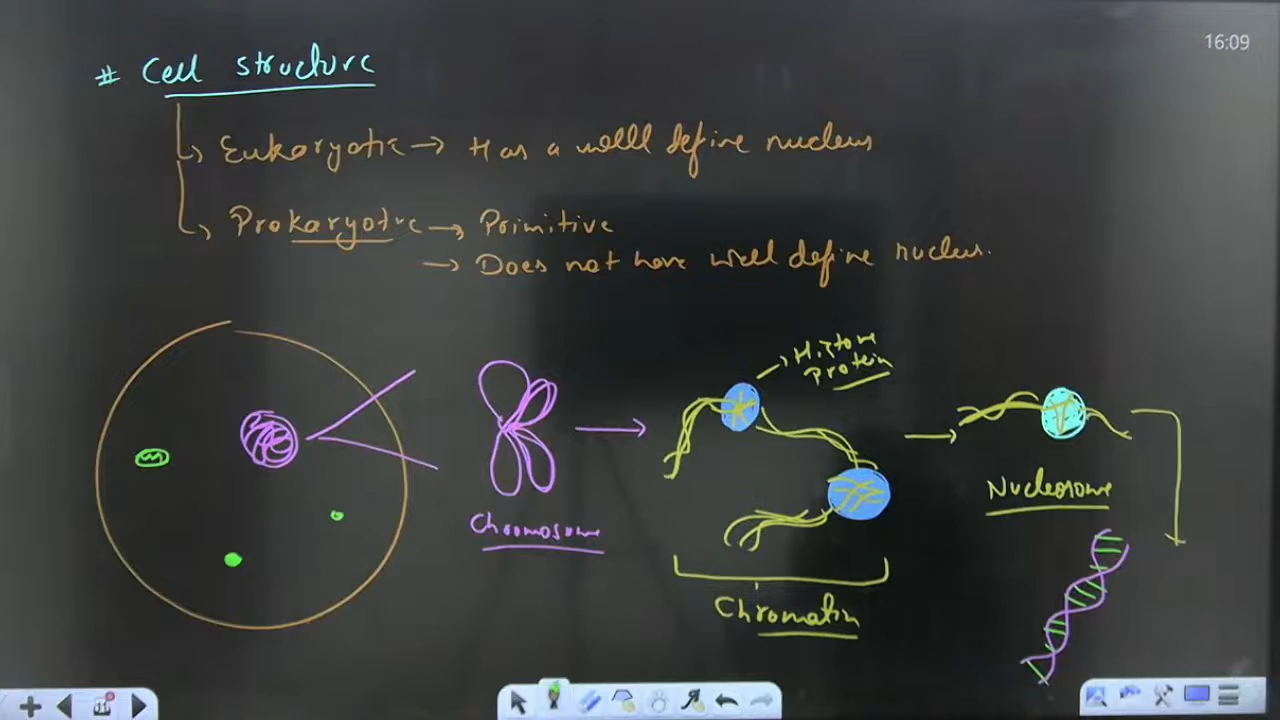 16:09
# Cell structure
Eukaryotic → Has a welll define nucleus
Prokaryotic → Primitive
→ Does not have well define nucleus.
Histone
Protein
Chromosome
Chromatin
Nucleosome